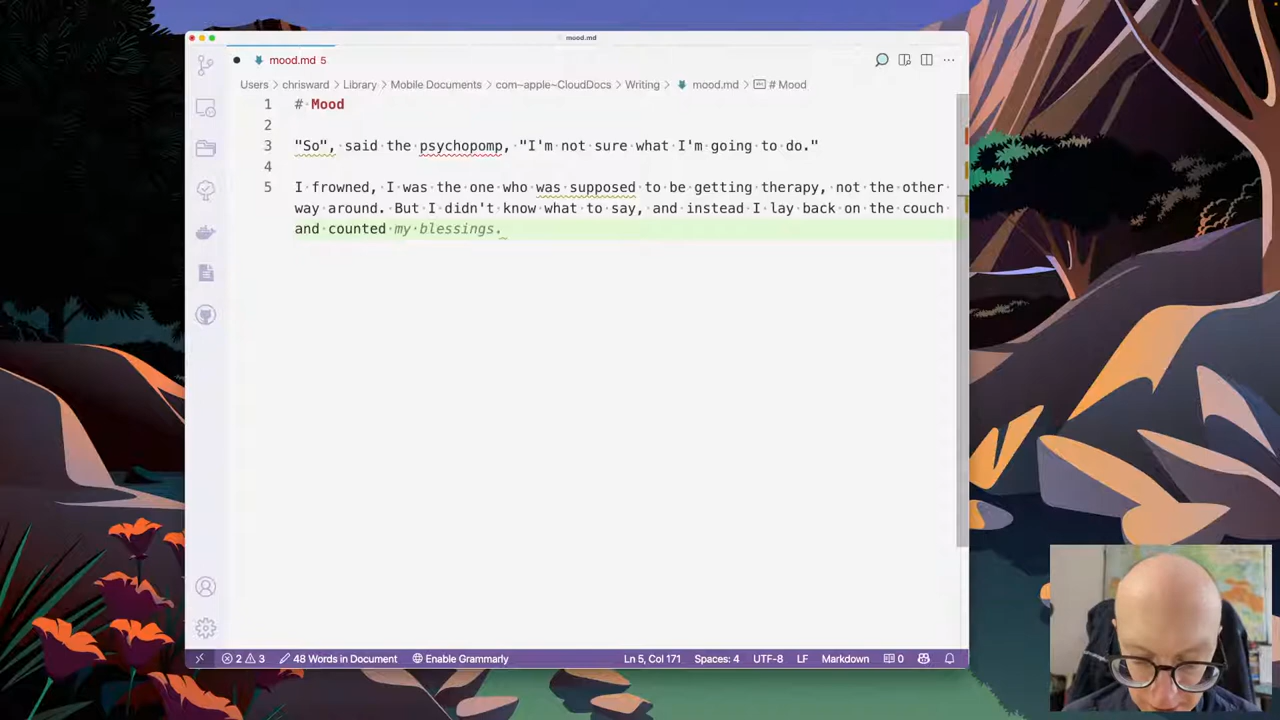 mood.md
mood.md 5
Users > chrisward > Library > Mobile Documents > com~apple~CloudDocs > Writing > mood.md > # Mood
1 # Mood
2
3 "So", said the psychopomp, "I'm not sure what I'm going to do."
4
5 I frowned, I was the one who was supposed to be getting therapy, not the other
way around. But I didn't know what to say, and instead I lay back on the couch
and counted my blessings.
2 3 48 Words in Document Enable Grammarly Ln 5, Col 171 Spaces: 4 UTF-8 LF Markdown 0